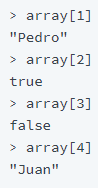 > array[1]
"Pedro"
> array[2]
true
> array[3]
false
> array[4]
"Juan"